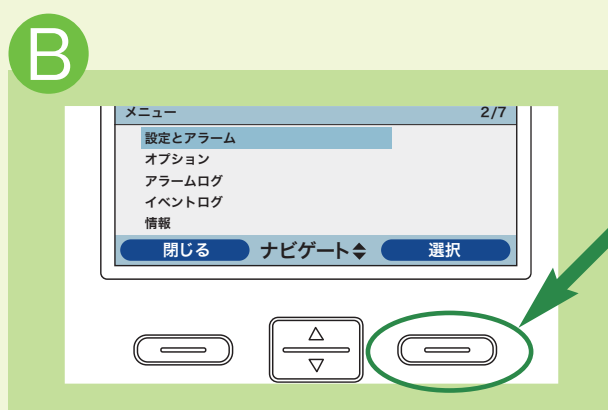 B
メニュー 2/7
設定とアラーム
オプション
アラームログ
イベントログ
情報
閉じる ナビゲート 選択